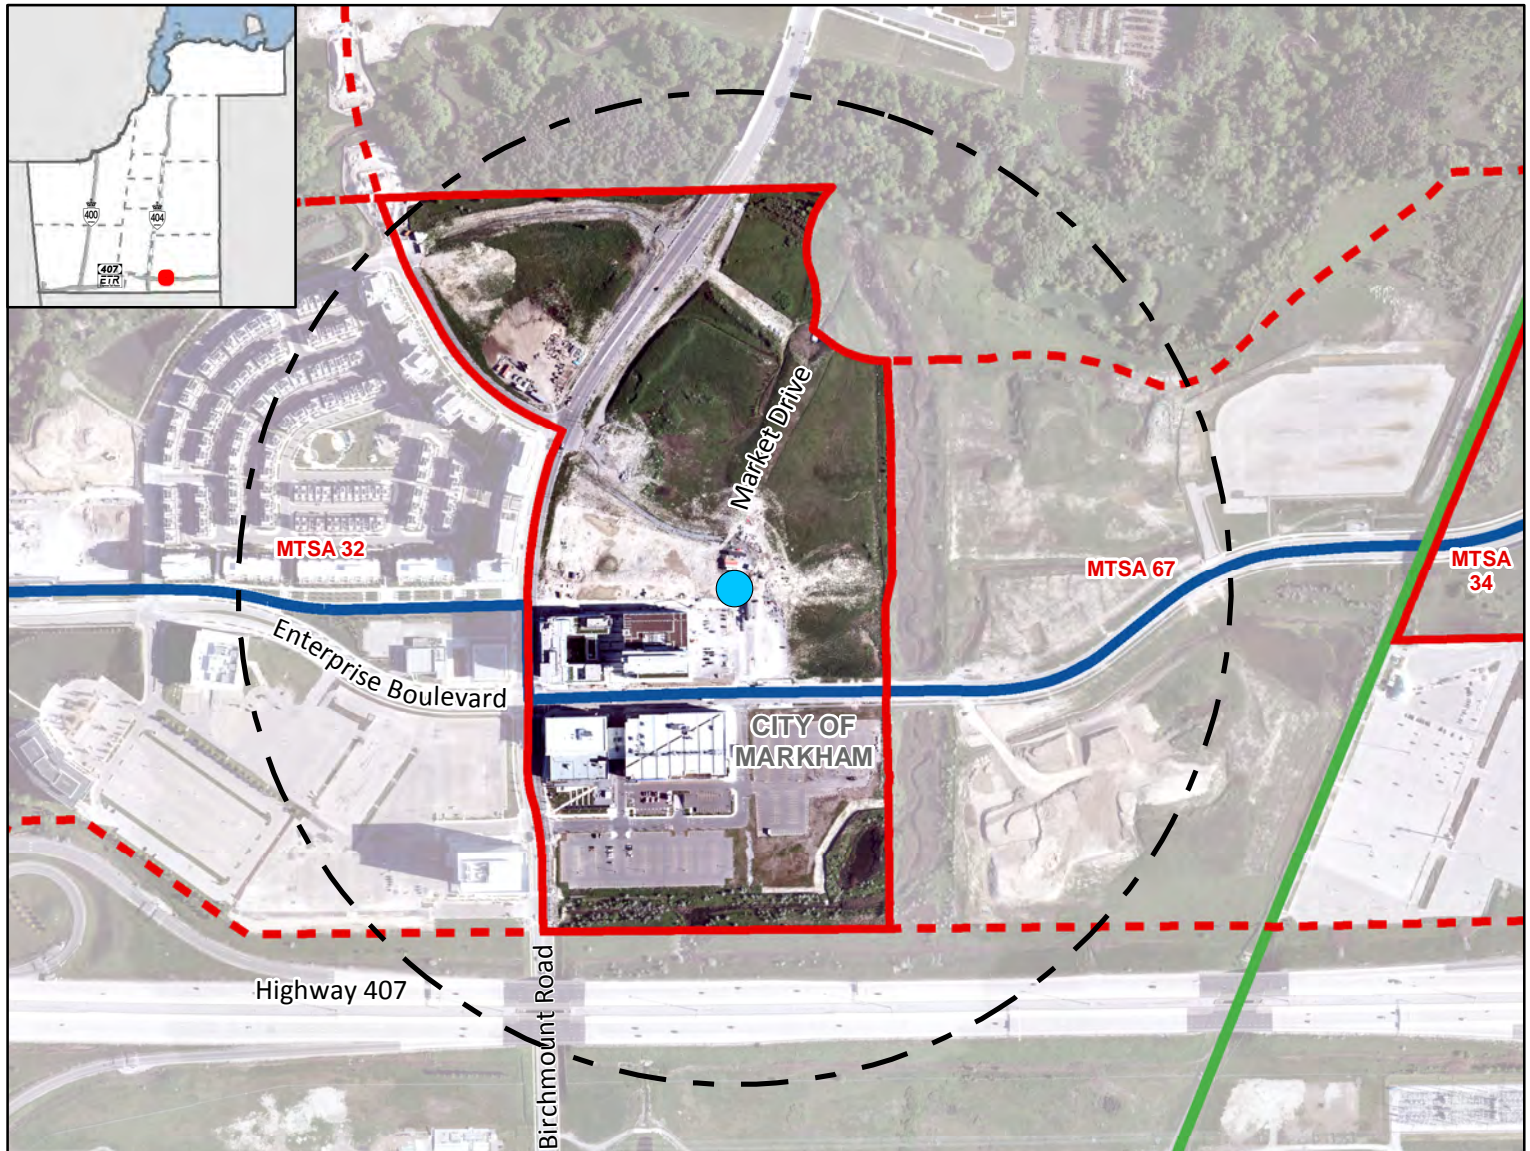 400
404
407
ETR
Market Drive
MTSA 32
MTSA 67
MTSA
34
Enterprise Boulevard
CITY OF
MARKHAM
Highway 407
Birchmount Road